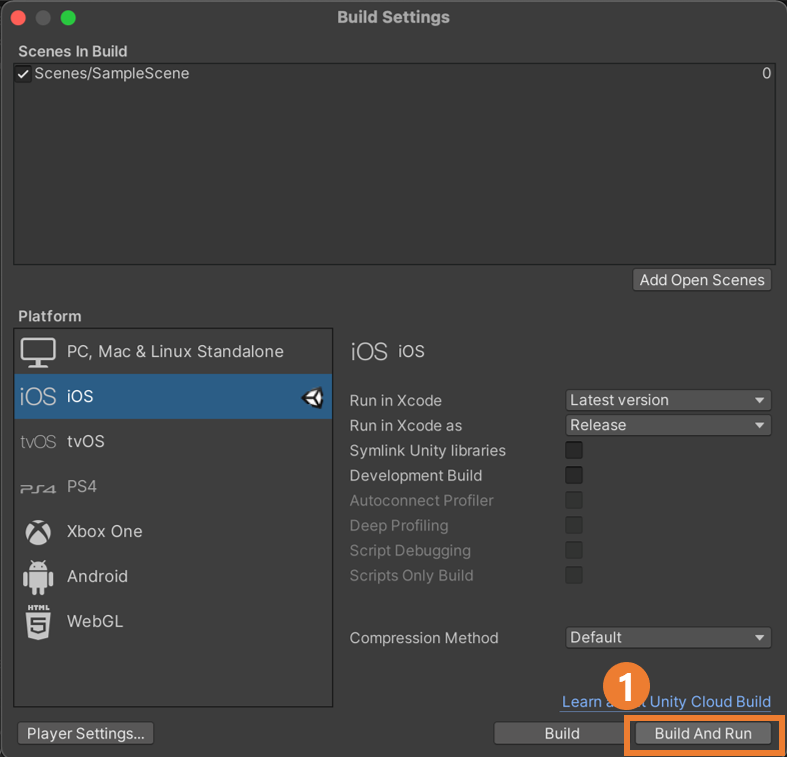 Build Settings
Scenes In Build
Scenes/SampleScene 0
Add Open Scenes
Platform
PC, Mac & Linux Standalone
iOS iOS
tvOS tvOS
PS4 PS4
Xbox One
Android
HTML 5 WebGL
iOS iOS
Run in Xcode Latest version
Run in Xcode as Release
Symlink Unity libraries
Development Build
Autoconnect Profiler
Deep Profiling
Script Debugging
Scripts Only Build
Compression Method Default
1
Learn Unity Cloud Build
Player Settings... Build Build And Run